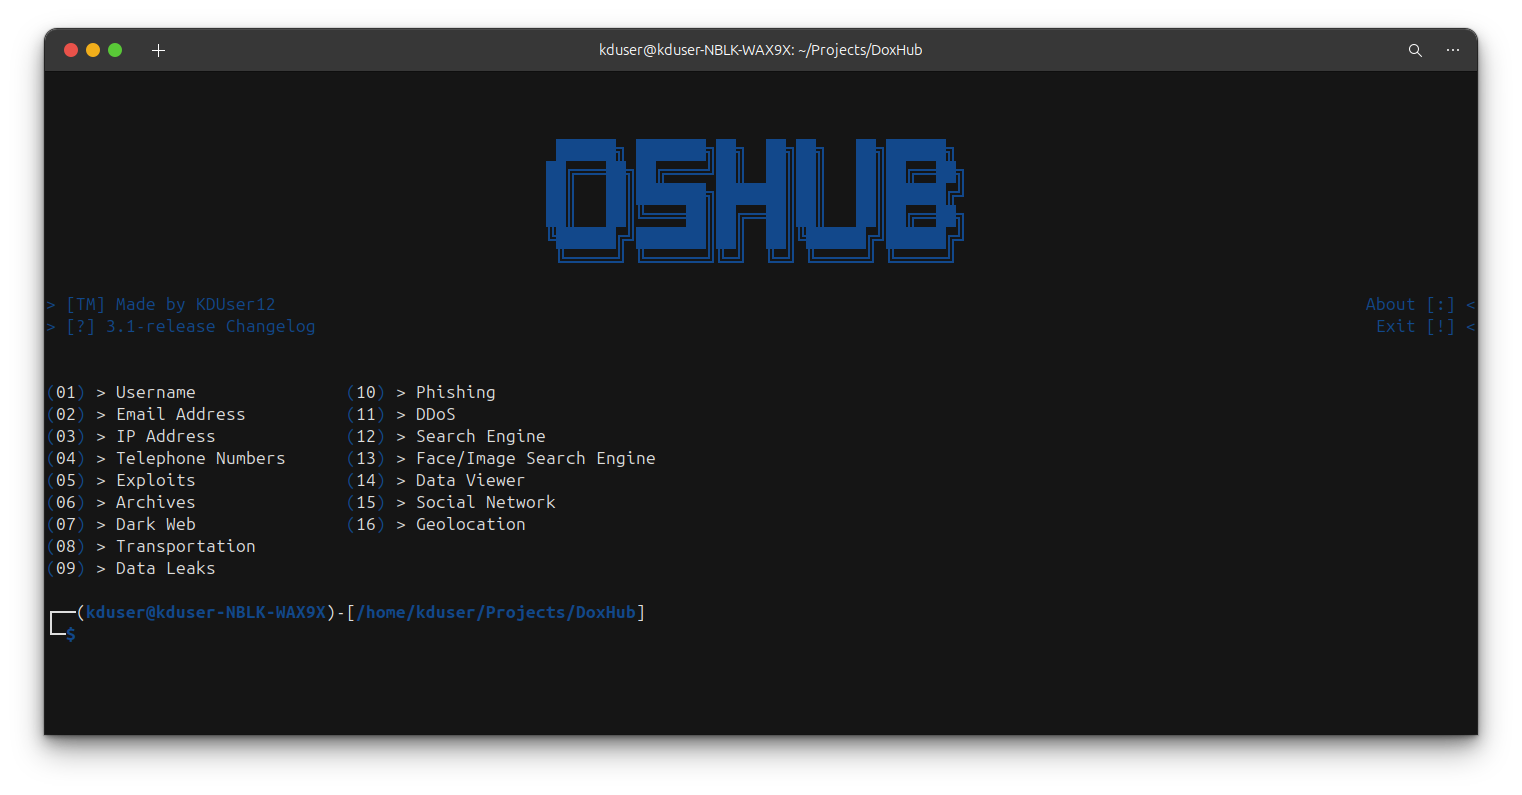 kduser@kduser-NBLK-WAX9X: ~/Projects/DoxHub
OSHUB
> [TM] Made by KDUser12 About [:] <
> [?] 3.1-release Changelog Exit [!] <
(01) > Username (10) > Phishing
(02) > Email Address (11) > DDoS
(03) > IP Address (12) > Search Engine
(04) > Telephone Numbers (13) > Face/Image Search Engine
(05) > Exploits (14) > Data Viewer
(06) > Archives (15) > Social Network
(07) > Dark Web (16) > Geolocation
(08) > Transportation
(09) > Data Leaks
┌──(kduser@kduser-NBLK-WAX9X)-[/home/kduser/Projects/DoxHub]
└─$